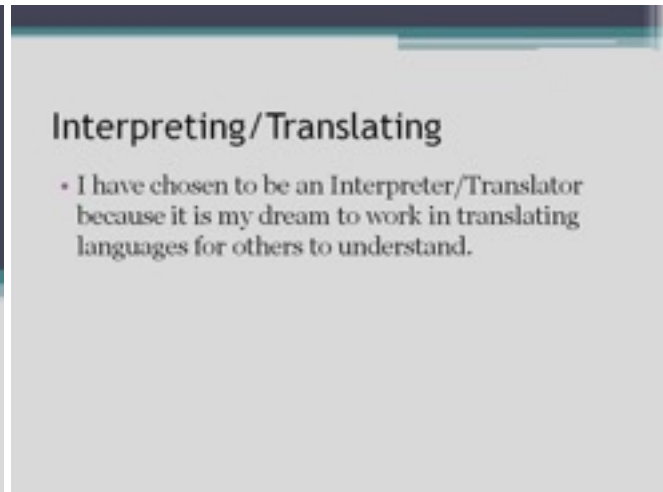 Interpreting/Translating
• I have chosen to be an Interpreter/Translator
because it is my dream to work in translating
languages for others to understand.